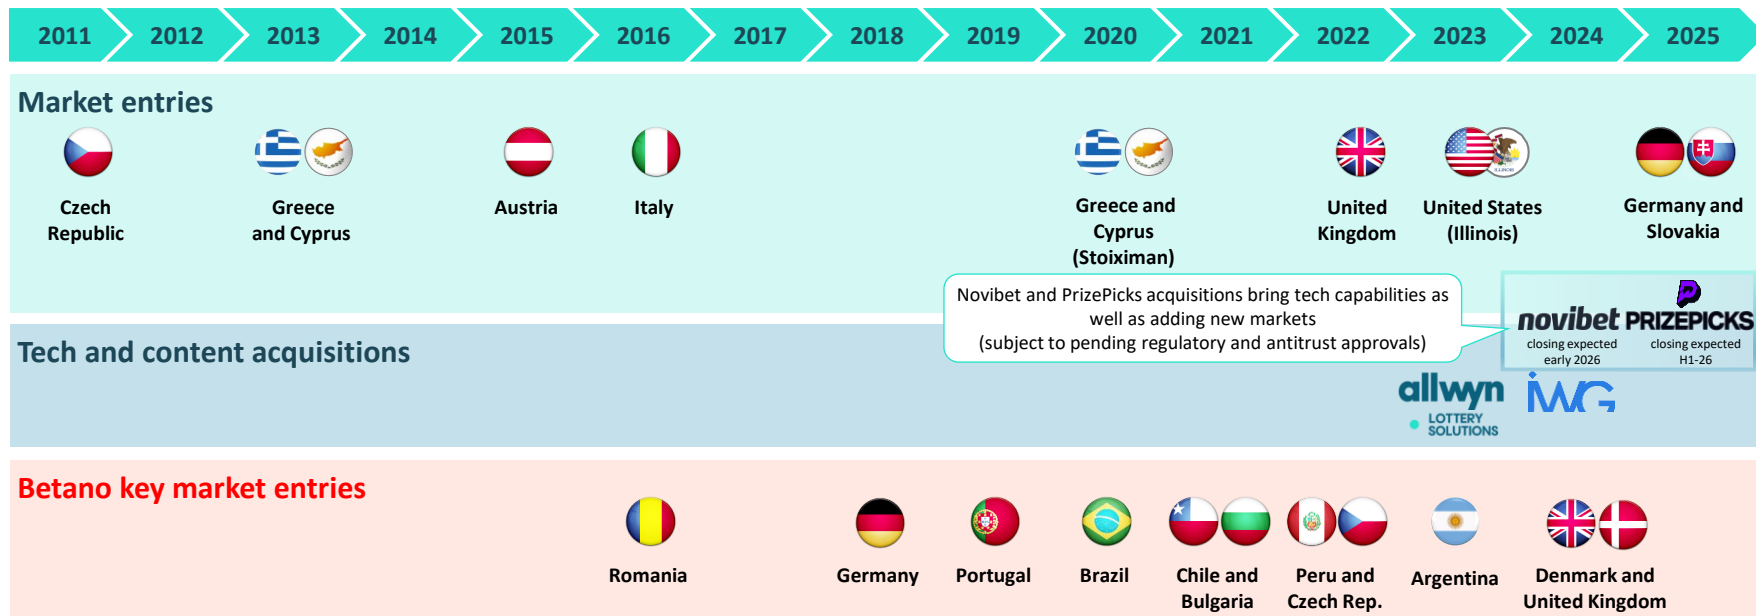 2011 2012 2013 2014 2015 2016 2017 2018 2019 2020 2021 2022 2023 2024 2025
Market entries
Czech
Republic
Greece
and Cyprus
Austria
Italy
Greece and
Cyprus
(Stoiximan)
United
Kingdom
ILLINOIS
United States
(Illinois)
Germany and
Slovakia
Novibet and PrizePicks acquisitions bring tech capabilities as
well as adding new markets
(subject to pending regulatory and antitrust approvals)
novibet
closing expected
early 2026
PRIZEPICKS
closing expected
H1-26
Tech and content acquisitions
allwyn
LOTTERY
SOLUTIONS
iWG
Betano key market entries
Romania
Germany
Portugal
Brazil
Chile and
Bulgaria
Peru and
Czech Rep.
Argentina
Denmark and
United Kingdom